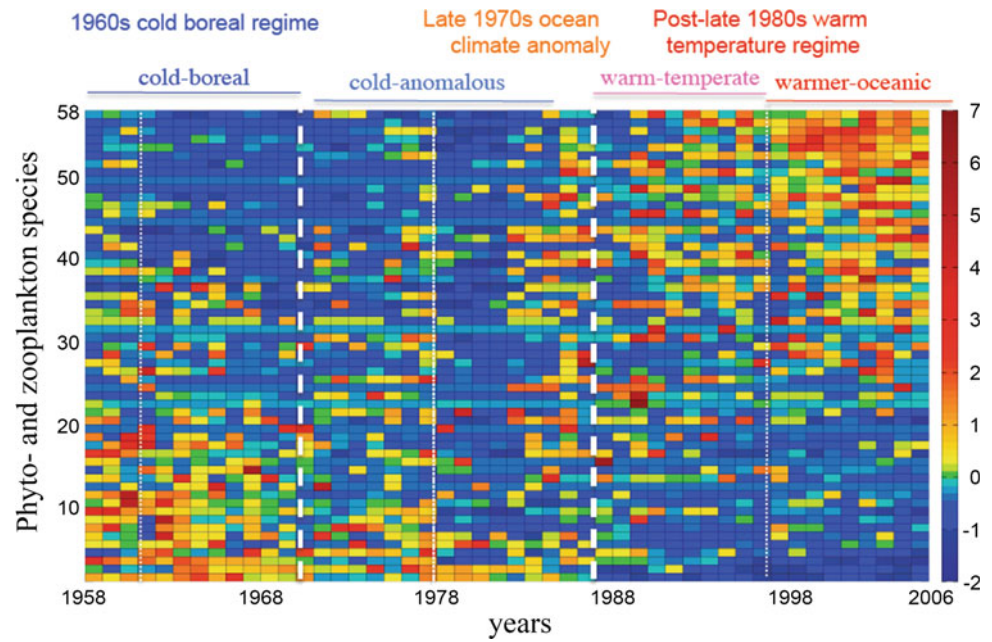 1960s cold boreal regime
Late 1970s ocean
climate anomaly
Post-late 1980s warm
temperature regime
cold-boreal
cold-anomalous
warm-temperate
warmer-oceanic
Phyto- and zooplankton species
58
50
40
30
20
10
7
6
5
4
3
2
1
0
-1
-2
1958
1968
1978
1988
1998
2006
years